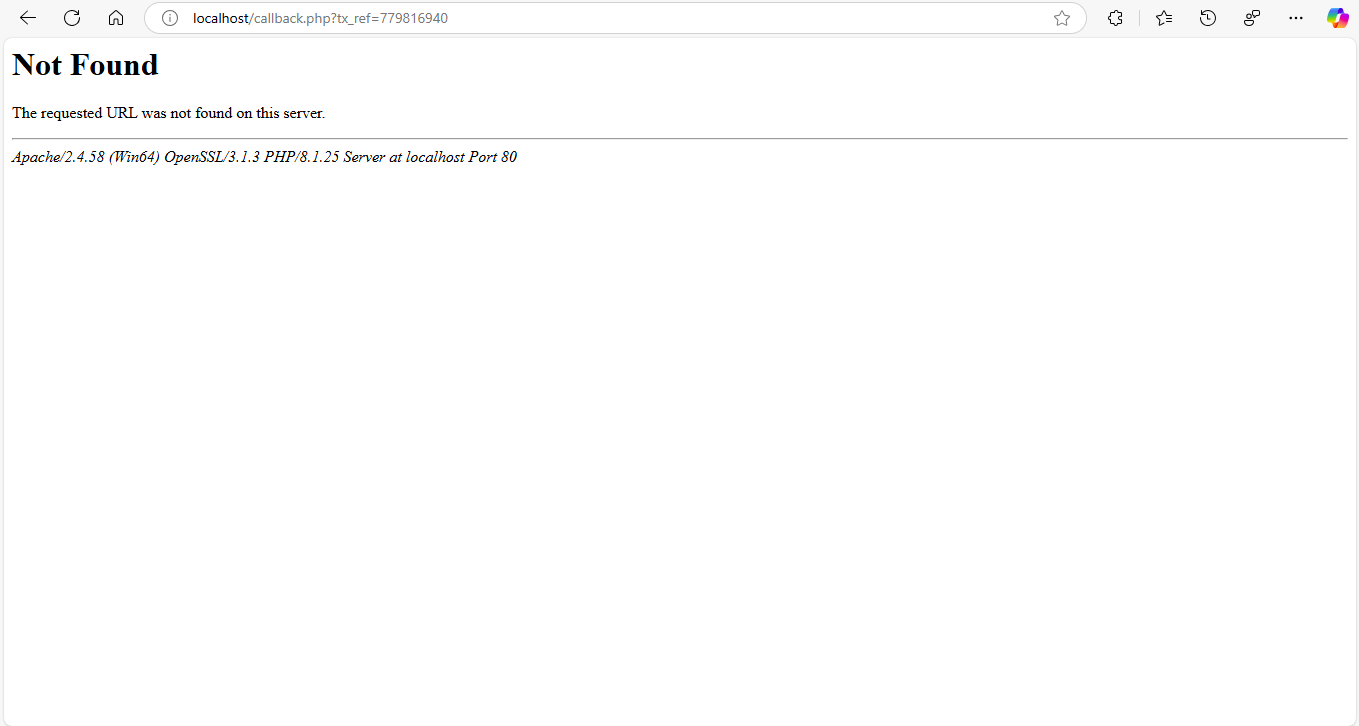 localhost/callback.php?tx_ref=779816940
Not Found
The requested URL was not found on this server.
Apache/2.4.58 (Win64) OpenSSL/3.1.3 PHP/8.1.25 Server at localhost Port 80